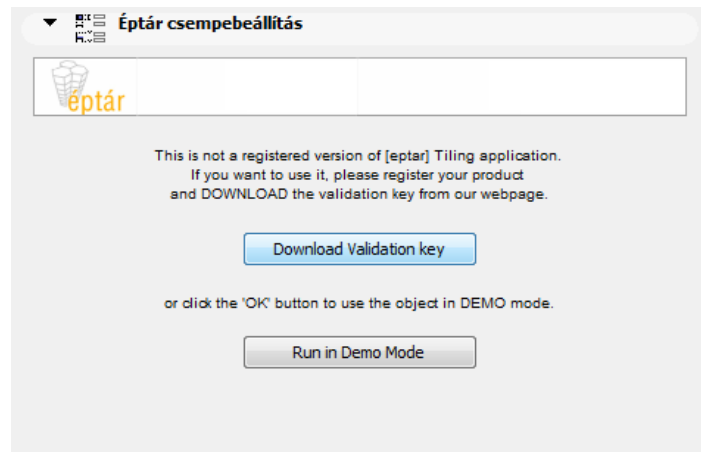 Éptár csempebeállítás
éptár
This is not a registered version of [eptar] Tiling application.
If you want to use it, please register your product
and DOWNLOAD the validation key from our webpage.
Download Validation key
or click the 'OK' button to use the object in DEMO mode.
Run in Demo Mode